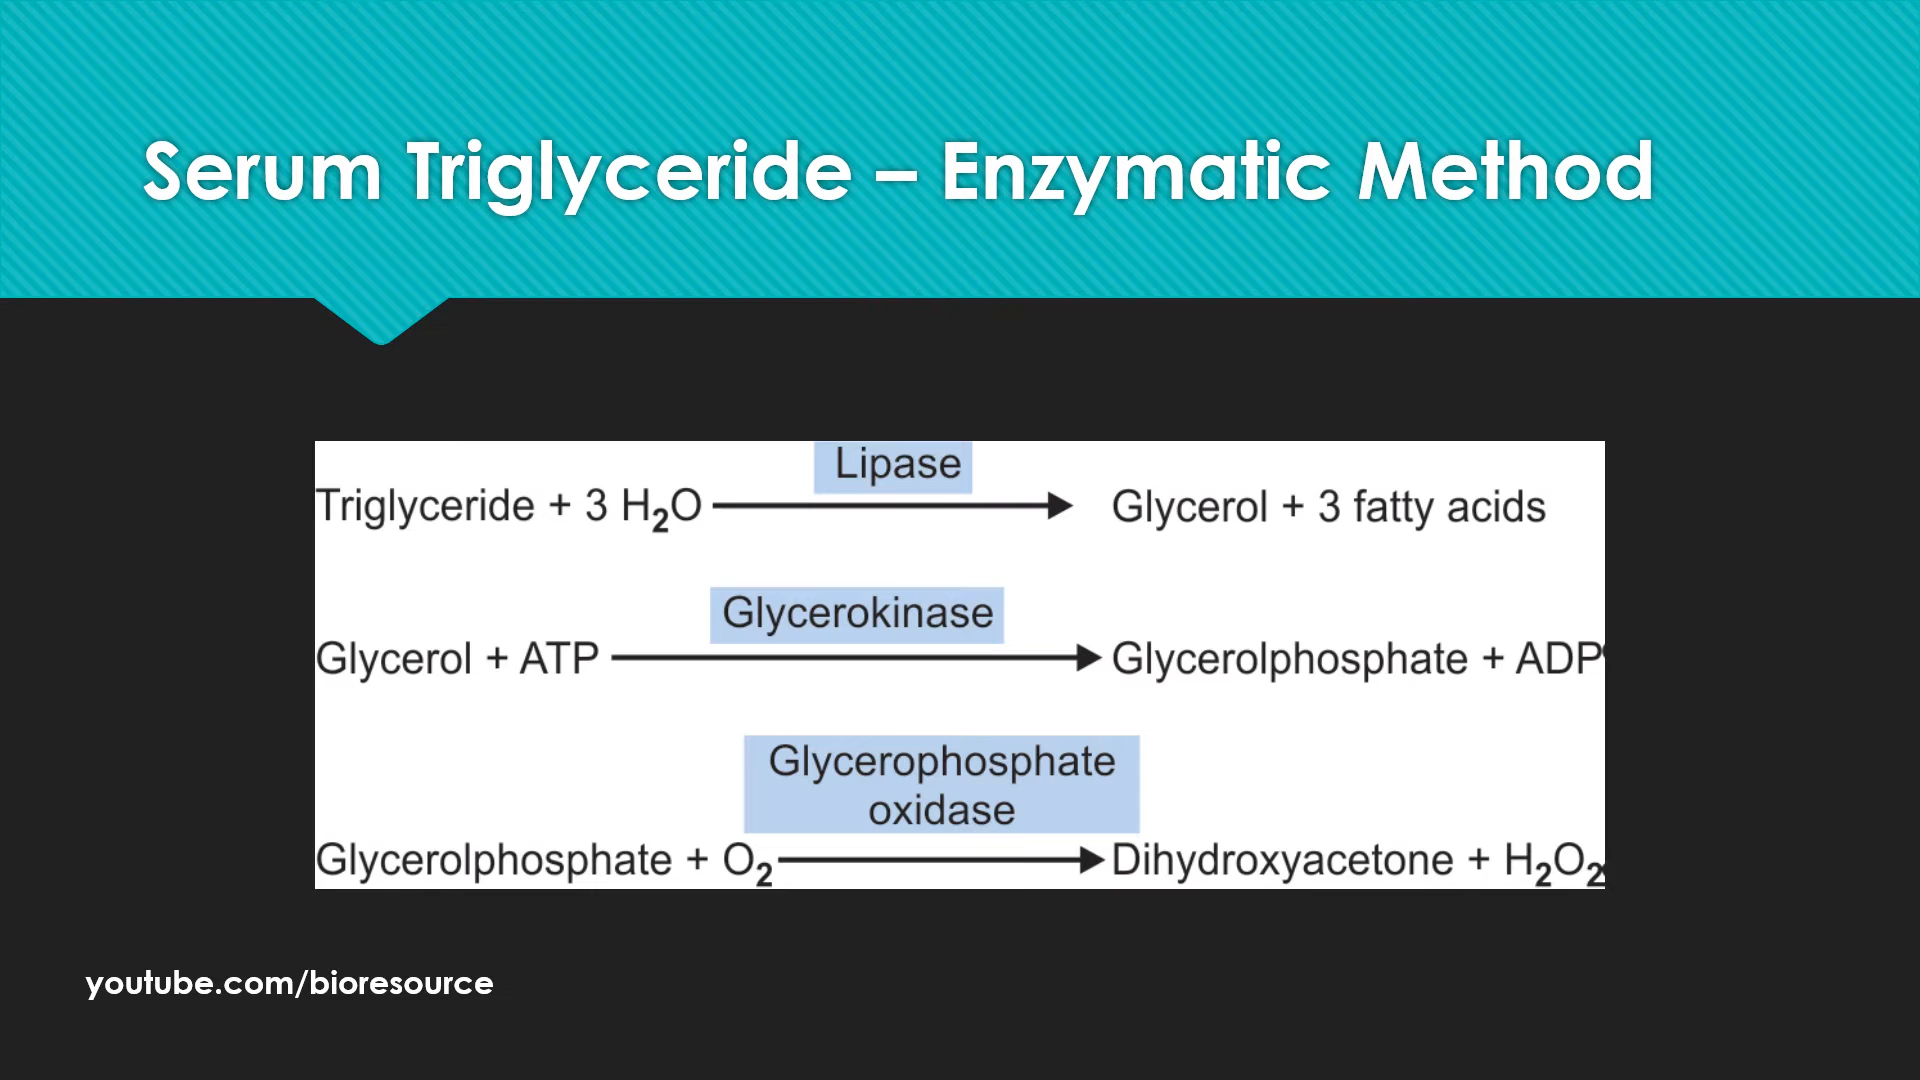 Serum Triglyceride – Enzymatic Method
Lipase
Triglyceride + 3 H₂O Glycerol + 3 fatty acids
Glycerokinase
Glycerol + ATP Glycerolphosphate + ADP
Glycerophosphate
oxidase
Glycerolphosphate + O₂ Dihydroxyacetone + H₂O₂
youtube.com/bioresource